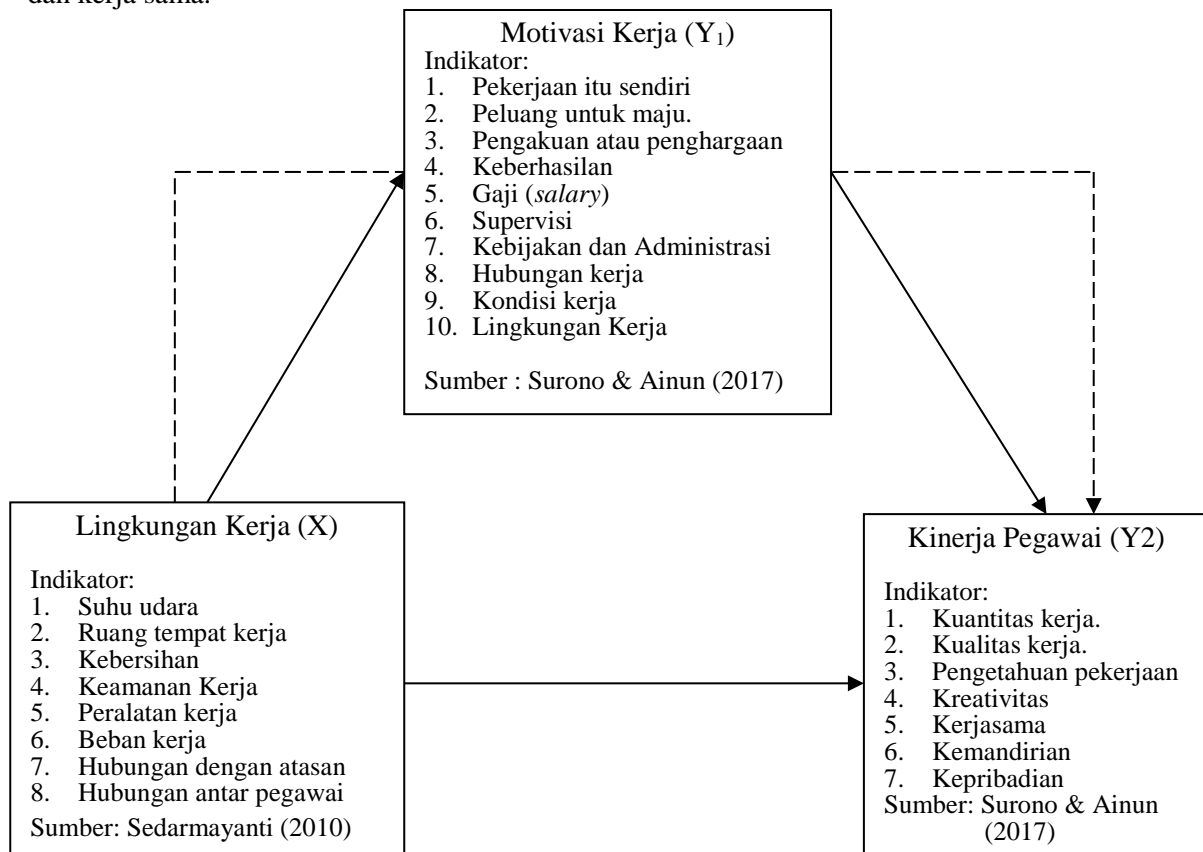 dan kerja sama.
Motivasi Kerja (Y1)
Indikator:
1. Pekerjaan itu sendiri
2. Peluang untuk maju.
3. Pengakuan atau penghargaan
4. Keberhasilan
5. Gaji (salary)
6. Supervisi
7. Kebijakan dan Administrasi
8. Hubungan kerja
9. Kondisi kerja
10. Lingkungan Kerja
Sumber : Surono & Ainun (2017)
Lingkungan Kerja (X)
Indikator:
1. Suhu udara
2. Ruang tempat kerja
3. Kebersihan
4. Keamanan Kerja
5. Peralatan kerja
6. Beban kerja
7. Hubungan dengan atasan
8. Hubungan antar pegawai
Sumber: Sedarmayanti (2010)
Kinerja Pegawai (Y2)
Indikator:
1. Kuantitas kerja.
2. Kualitas kerja.
3. Pengetahuan pekerjaan
4. Kreativitas
5. Kerjasama
6. Kemandirian
7. Kepribadian
Sumber: Surono & Ainun
(2017)